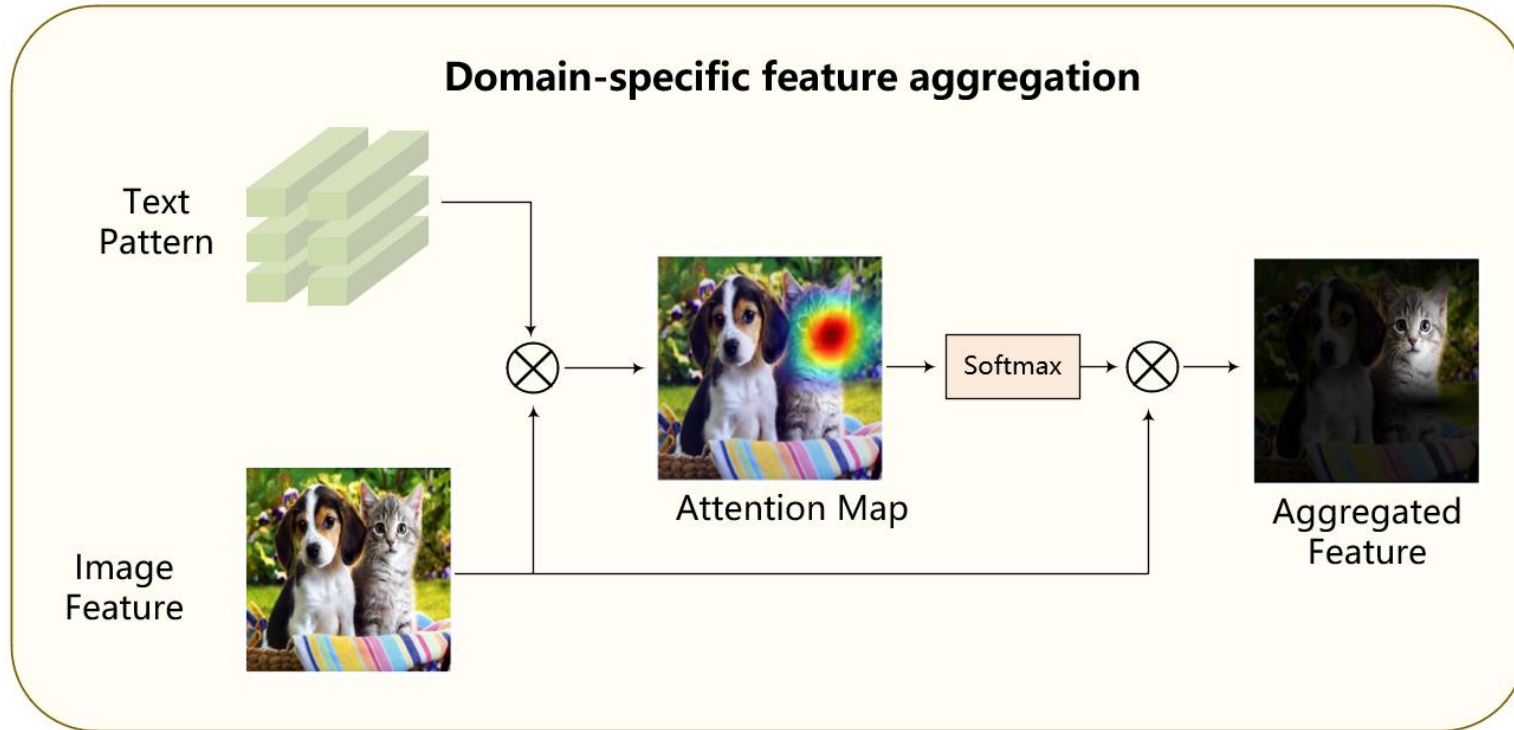 Domain-specific feature aggregation
Text
Pattern
Softmax
Attention Map
Aggregated
Feature
Image
Feature